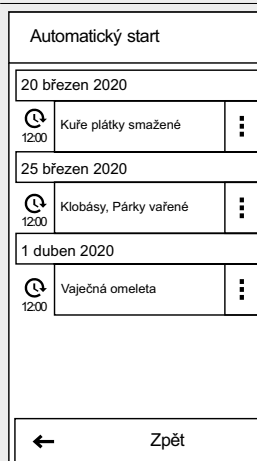 Automatický start
20 březen 2020
12:00
Kuře plátky smažené
25 březen 2020
12:00
Klobásy, Párky vařené
1 duben 2020
12:00
Vaječná omeleta
Zpět